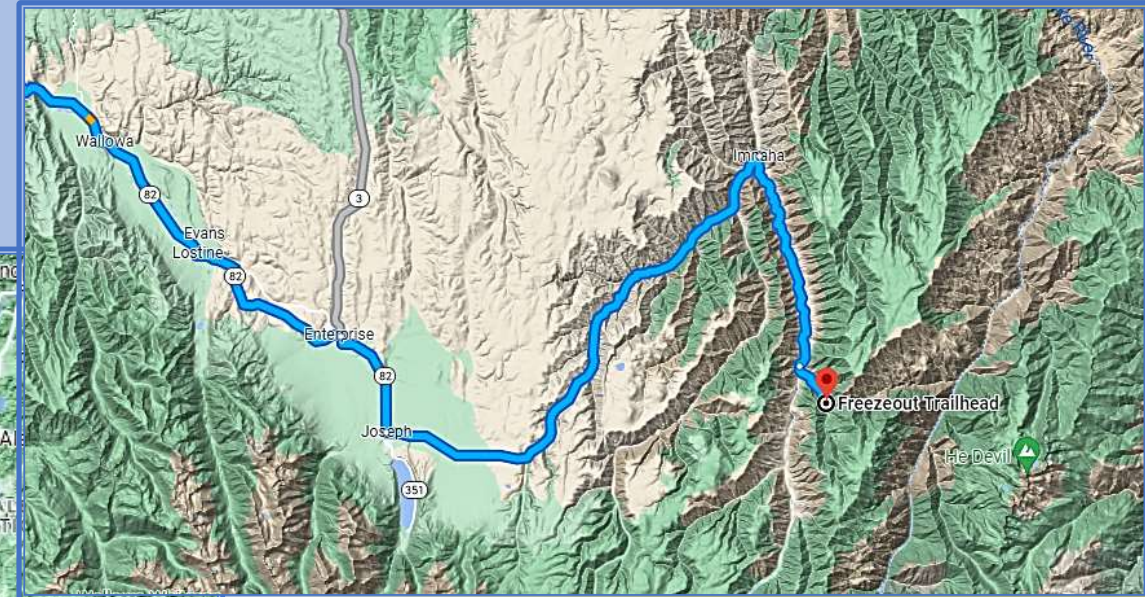 Wallowa
82
3
Imnaha
Evans
Lostine
82
Enterprise
82
Joseph
351
Freezeout Trailhead
He Devil